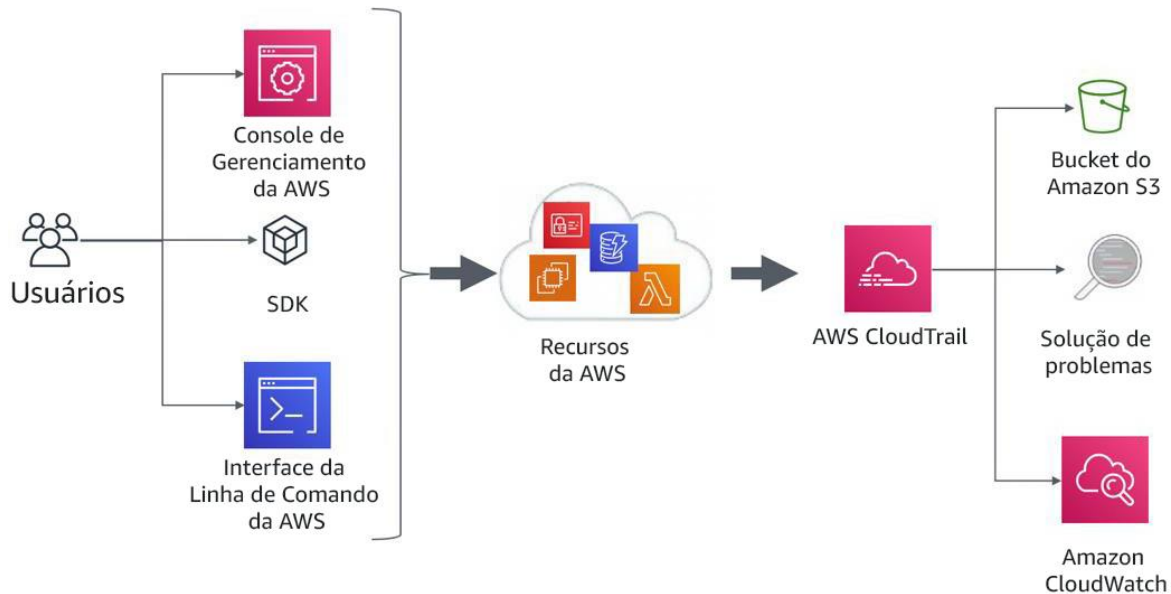 Usuários
Console de
Gerenciamento
da AWS
SDK
Interface da
Linha de Comando
da AWS
Recursos
da AWS
AWS CloudTrail
Bucket do
Amazon S3
Solução de
problemas
Amazon
CloudWatch